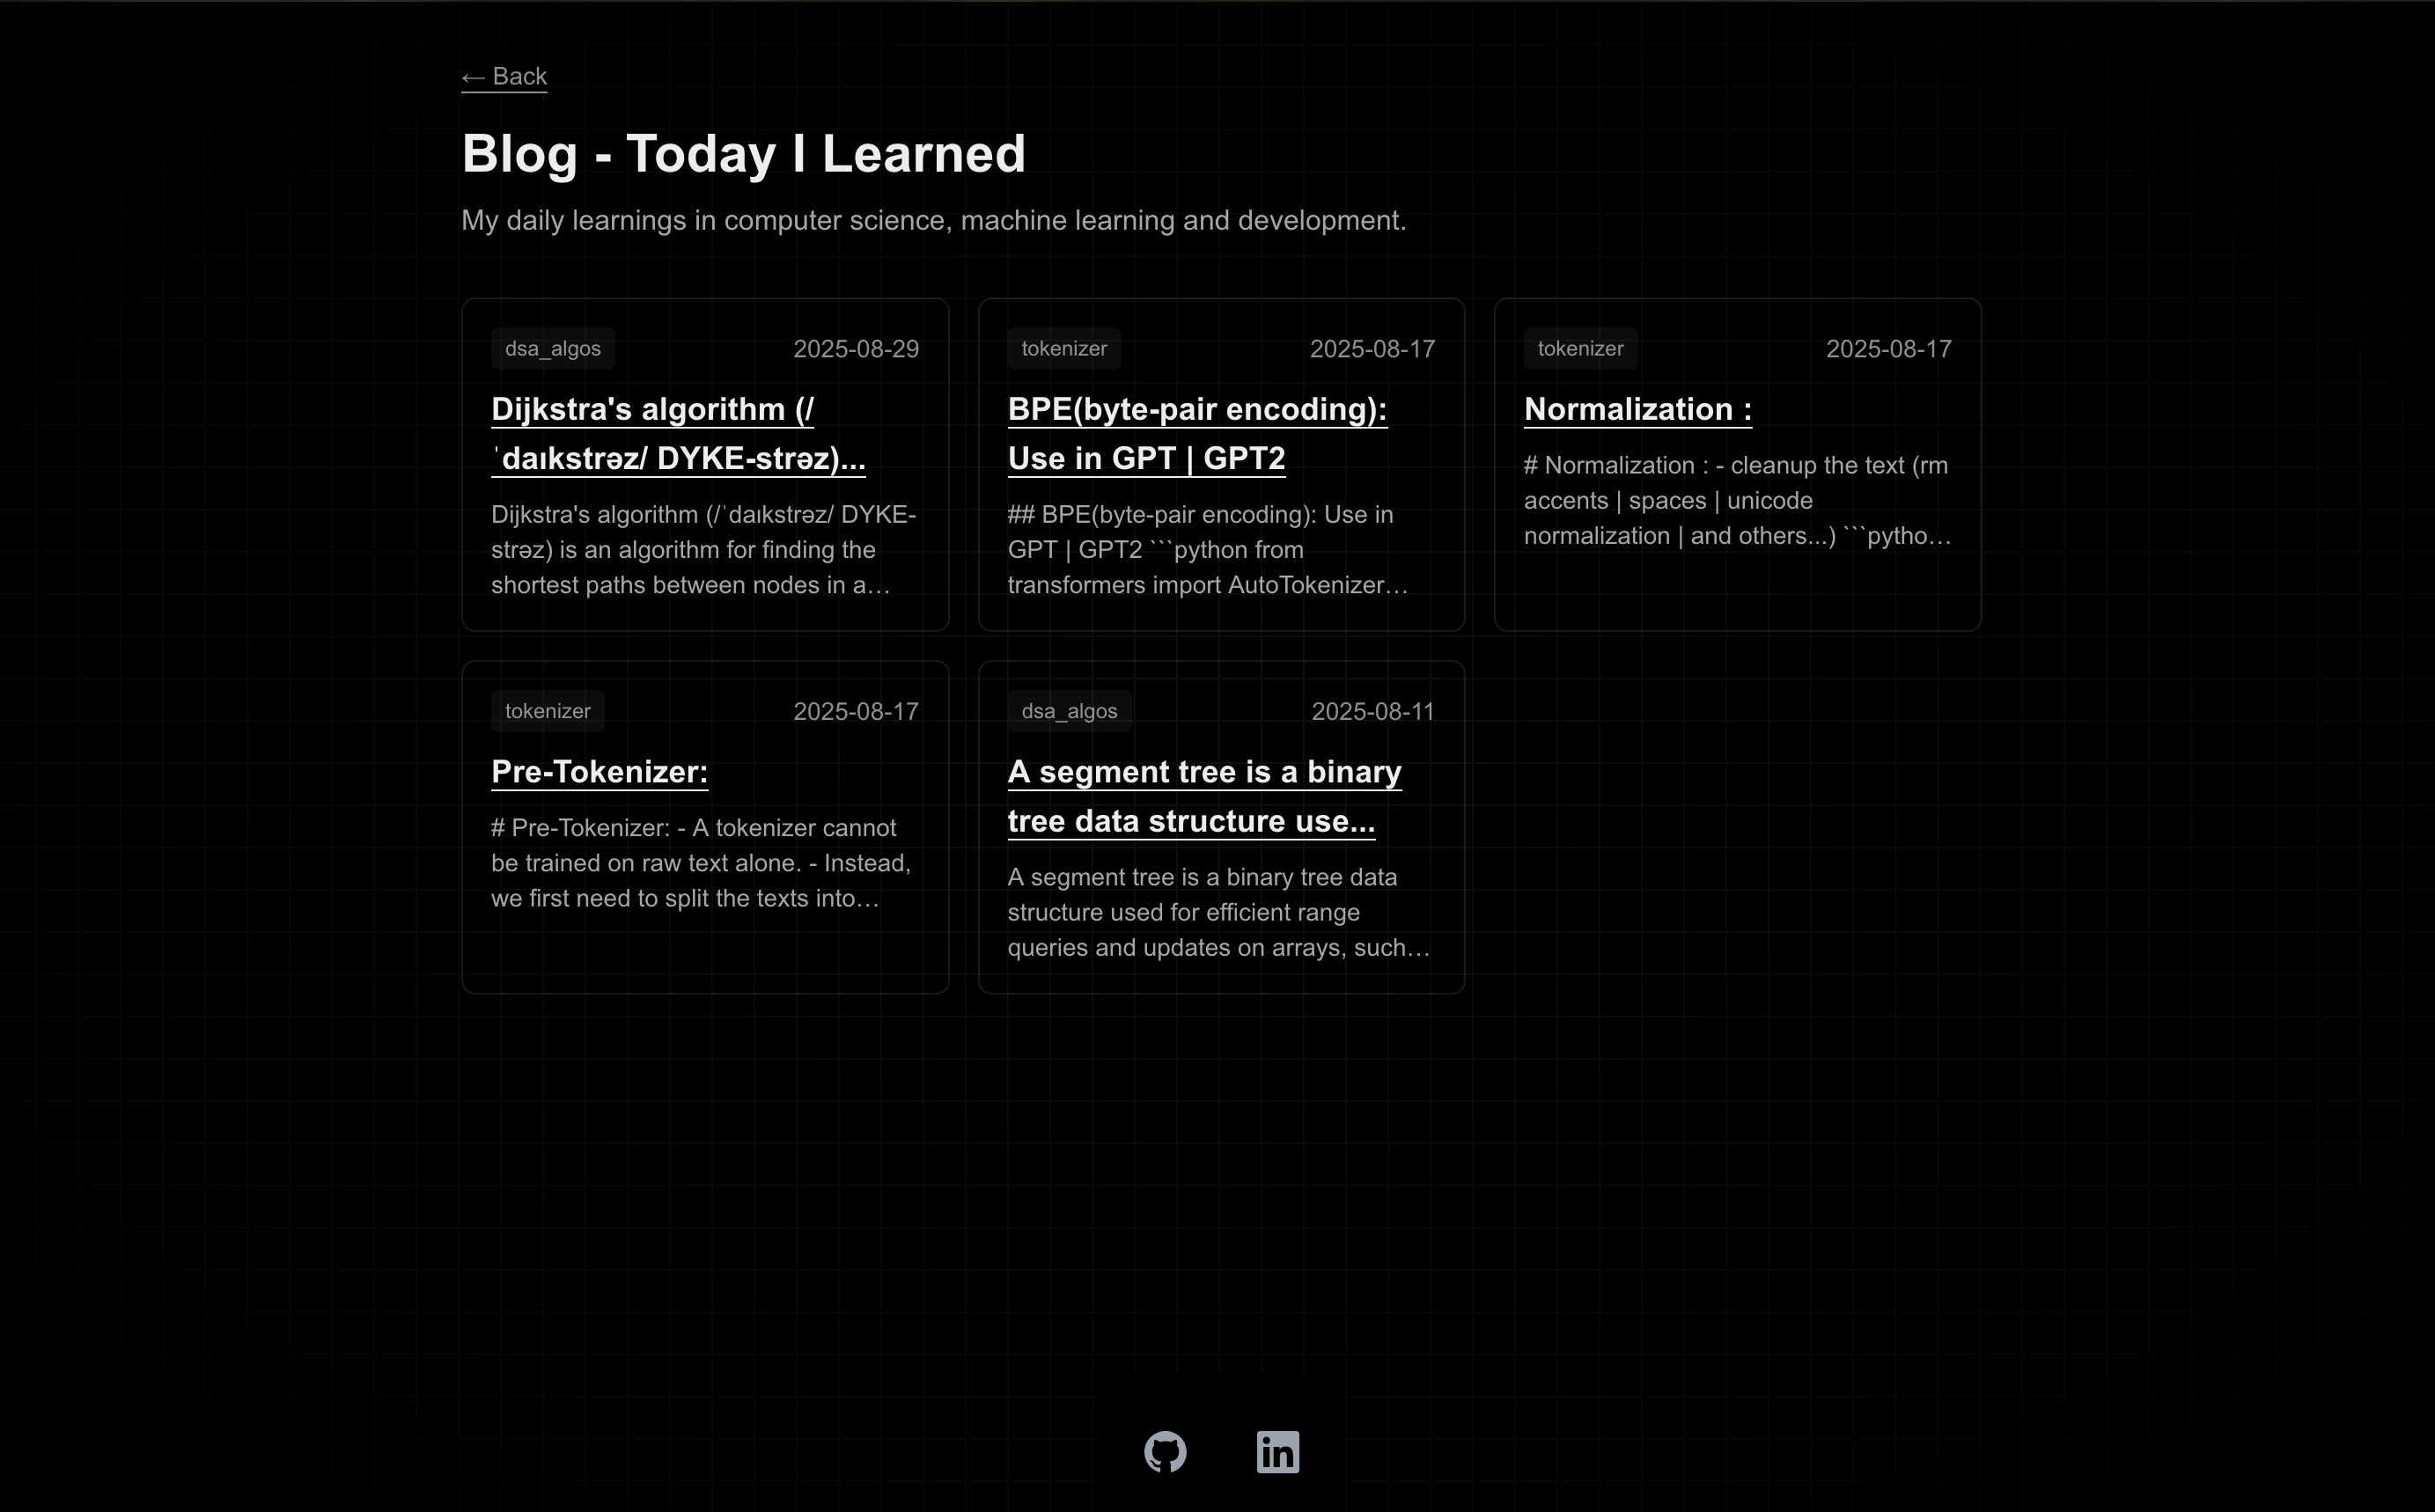 ← Back
Blog - Today I Learned
My daily learnings in computer science, machine learning and development.
dsa_algos
2025-08-29
Dijkstra's algorithm (/
ˈdaɪkstrəz/ DYKE-strəz)...
Dijkstra's algorithm (/ˈdaɪkstrəz/ DYKE-
strəz) is an algorithm for finding the
shortest paths between nodes in a…
tokenizer
2025-08-17
BPE(byte-pair encoding):
Use in GPT | GPT2
## BPE(byte-pair encoding): Use in
GPT | GPT2 ```python from
transformers import AutoTokenizer…
tokenizer
2025-08-17
Normalization :
# Normalization : - cleanup the text (rm
accents | spaces | unicode
normalization | and others...) ```pytho…
tokenizer
2025-08-17
Pre-Tokenizer:
# Pre-Tokenizer: - A tokenizer cannot
be trained on raw text alone. - Instead,
we first need to split the texts into…
dsa_algos
2025-08-11
A segment tree is a binary
tree data structure use...
A segment tree is a binary tree data
structure used for efficient range
queries and updates on arrays, such…
in